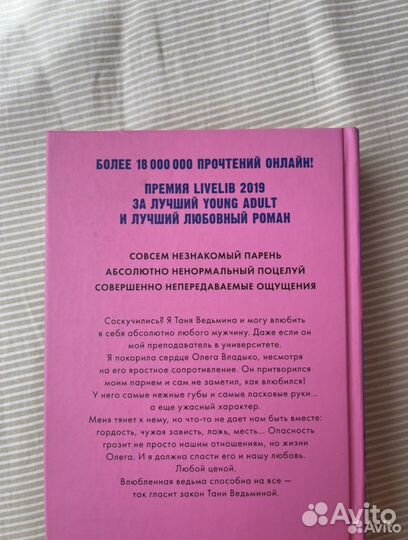 БОЛЕЕ 18 000 000 ПРОЧТЕНИЙ ОНЛАЙН!
ПРЕМИЯ LIVELIB 2019
ЗА ЛУЧШИЙ YOUNG ADULT
И ЛУЧШИЙ ЛЮБОВНЫЙ РОМАН
СОВСЕМ НЕЗНАКОМЫЙ ПАРЕНЬ
АБСОЛЮТНО НЕНОРМАЛЬНЫЙ ПОЦЕЛУЙ
СОВЕРШЕННО НЕПЕРЕДАВАЕМЫЕ ОЩУЩЕНИЯ
Соскучились? Я Таня Ведьмина и могу влюбить
в себя абсолютно любого мужчину. Даже если он
мой преподаватель в университете.
Я покорила сердце Олега Владыко, несмотря
на его яростное сопротивление. Он притворился
моим парнем и сам не заметил, как влюбился!
У него самые нежные губы и самые ласковые руки...
а еще ужасный характер.
Меня тянет к нему, но что-то не дает нам быть вместе:
гордость, чужая зависть, ложь, месть... Опасность
грозит не просто нашим отношениям, но жизни
Олега. И я должна спасти его и нашу любовь.
Любой ценой.
Влюбленная ведьма способна на все —
так гласит закон Тани Ведьминой.
Avito
Avito